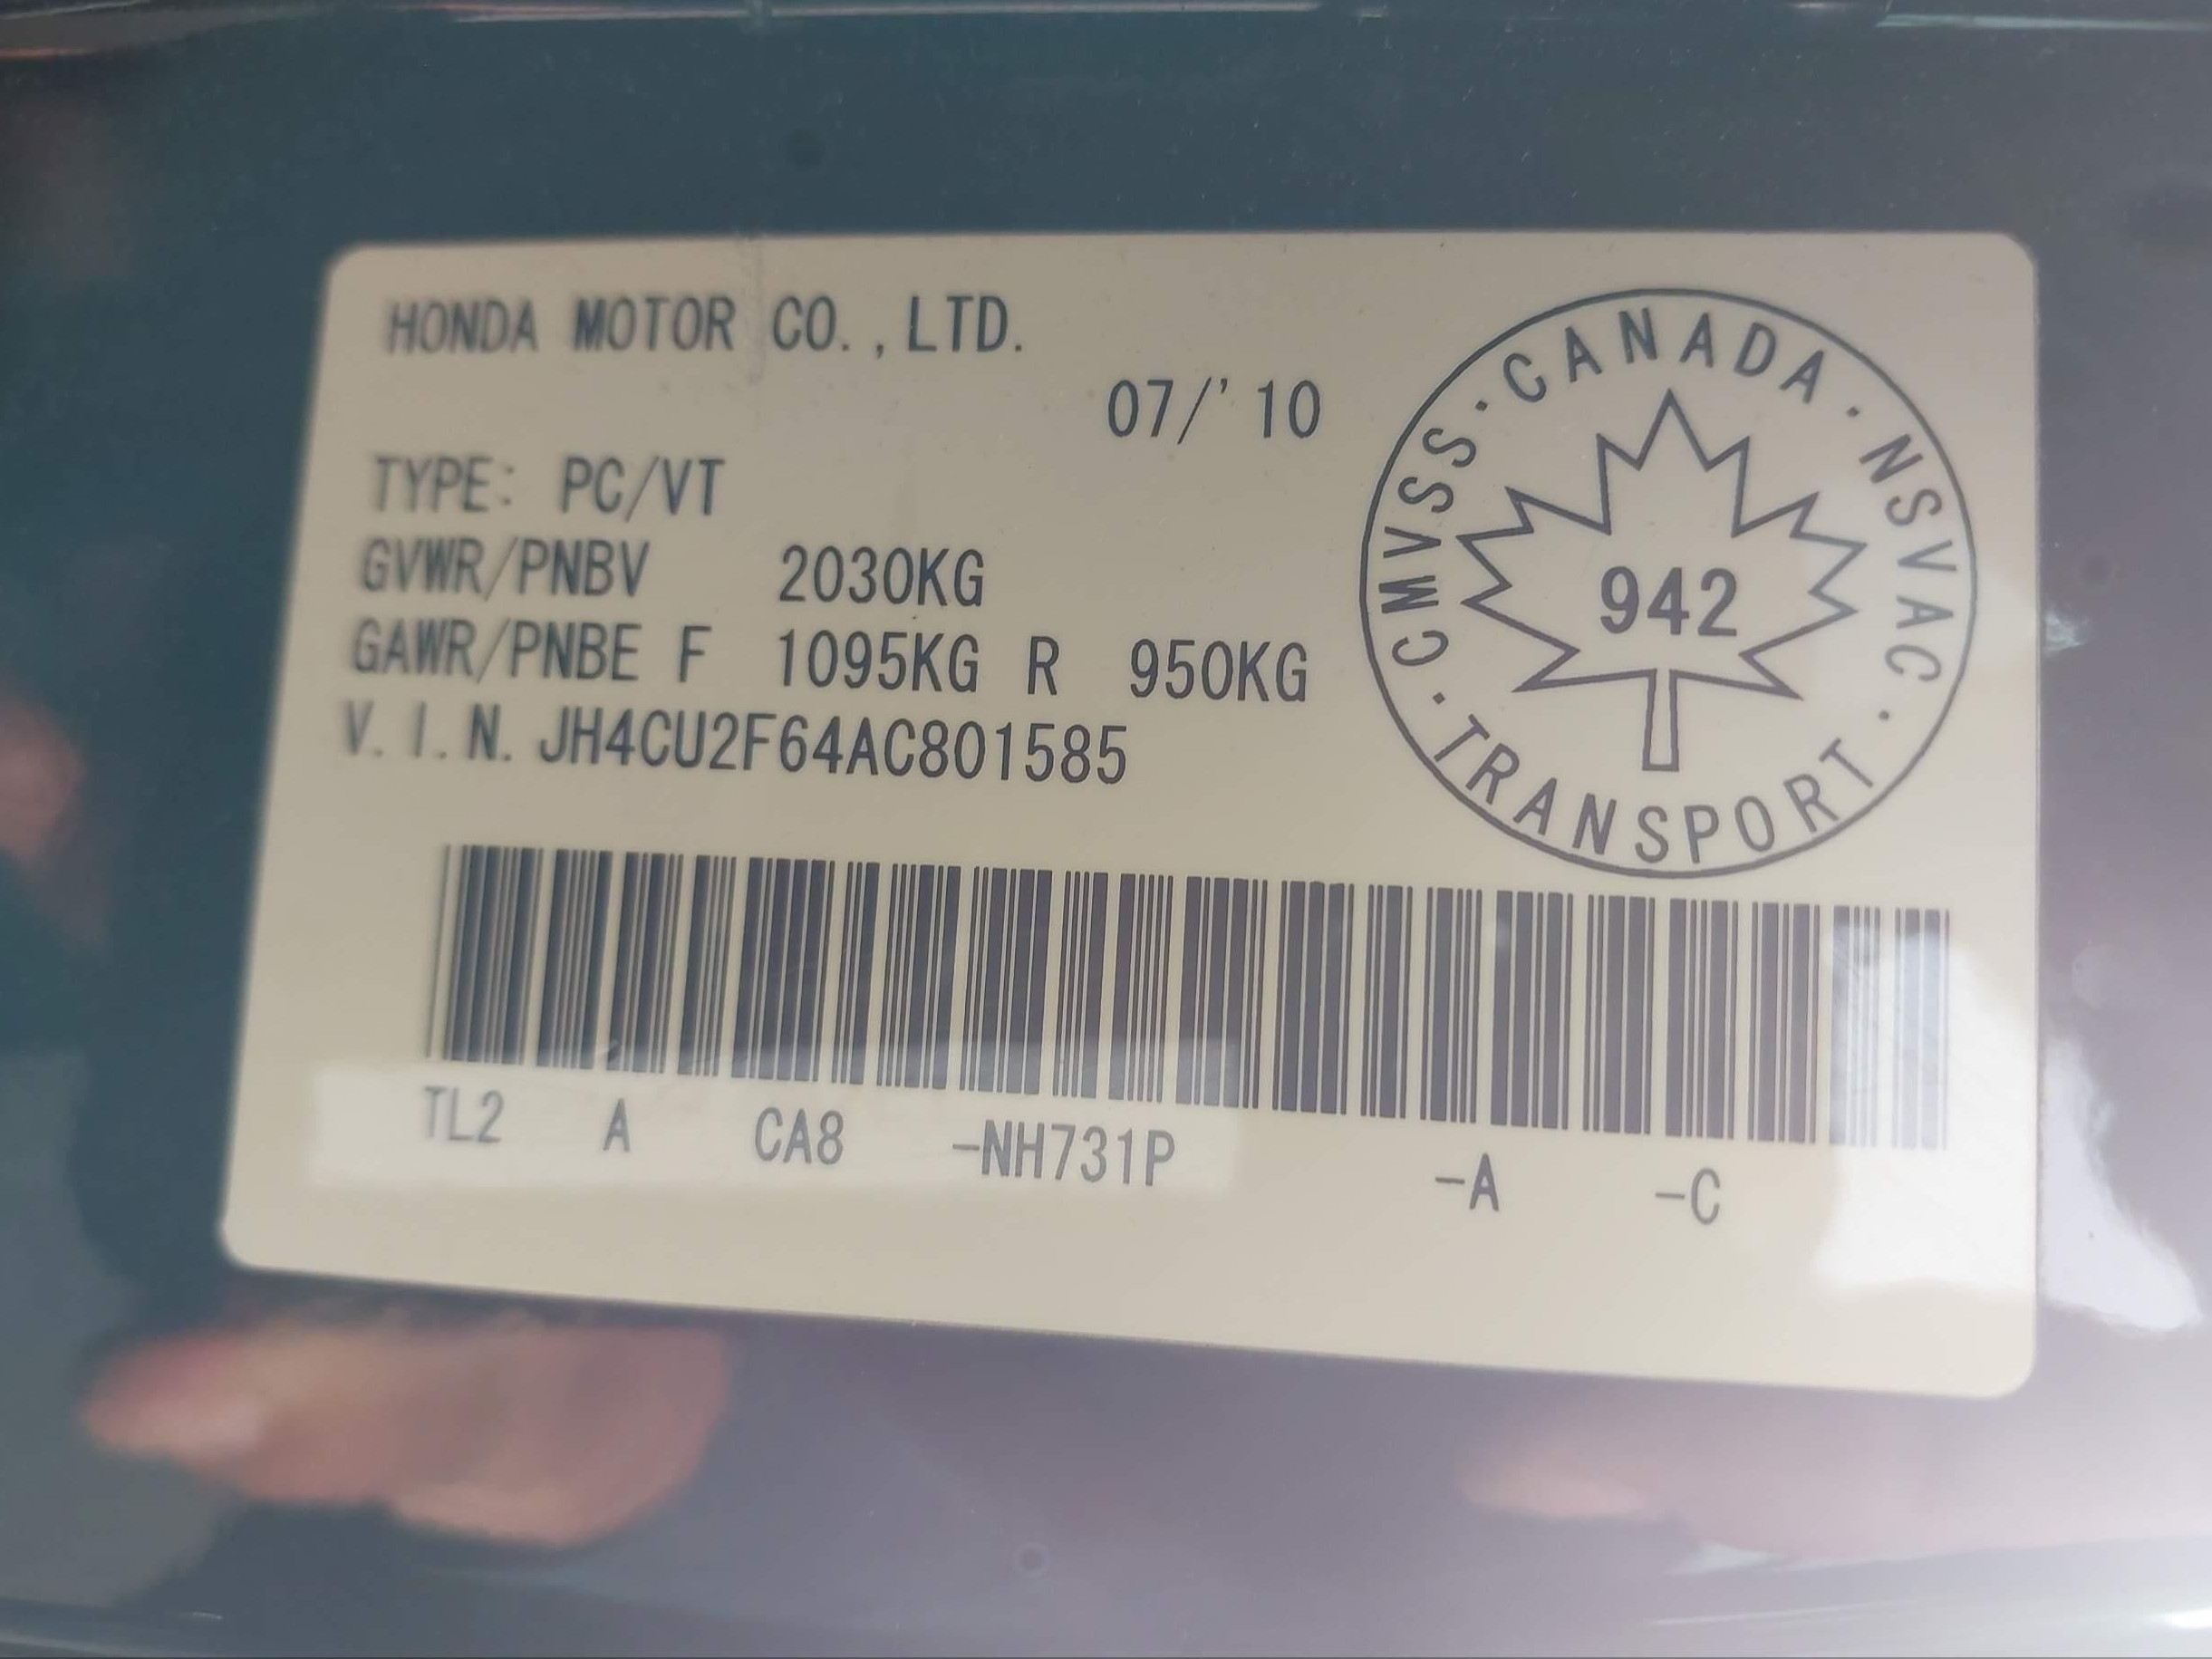 HONDA MOTOR CO.,LTD.
07/'10
TYPE: PC/VT
GVWR/PNBV 2030KG
GAWR/PNBE F 1095KG R 950KG
V.I.N. JH4CU2F64AC801585
CMVSS · CANADA · NSVAC · TRANSPORT ·
942
TL2 A CA8 -NH731P -A -C